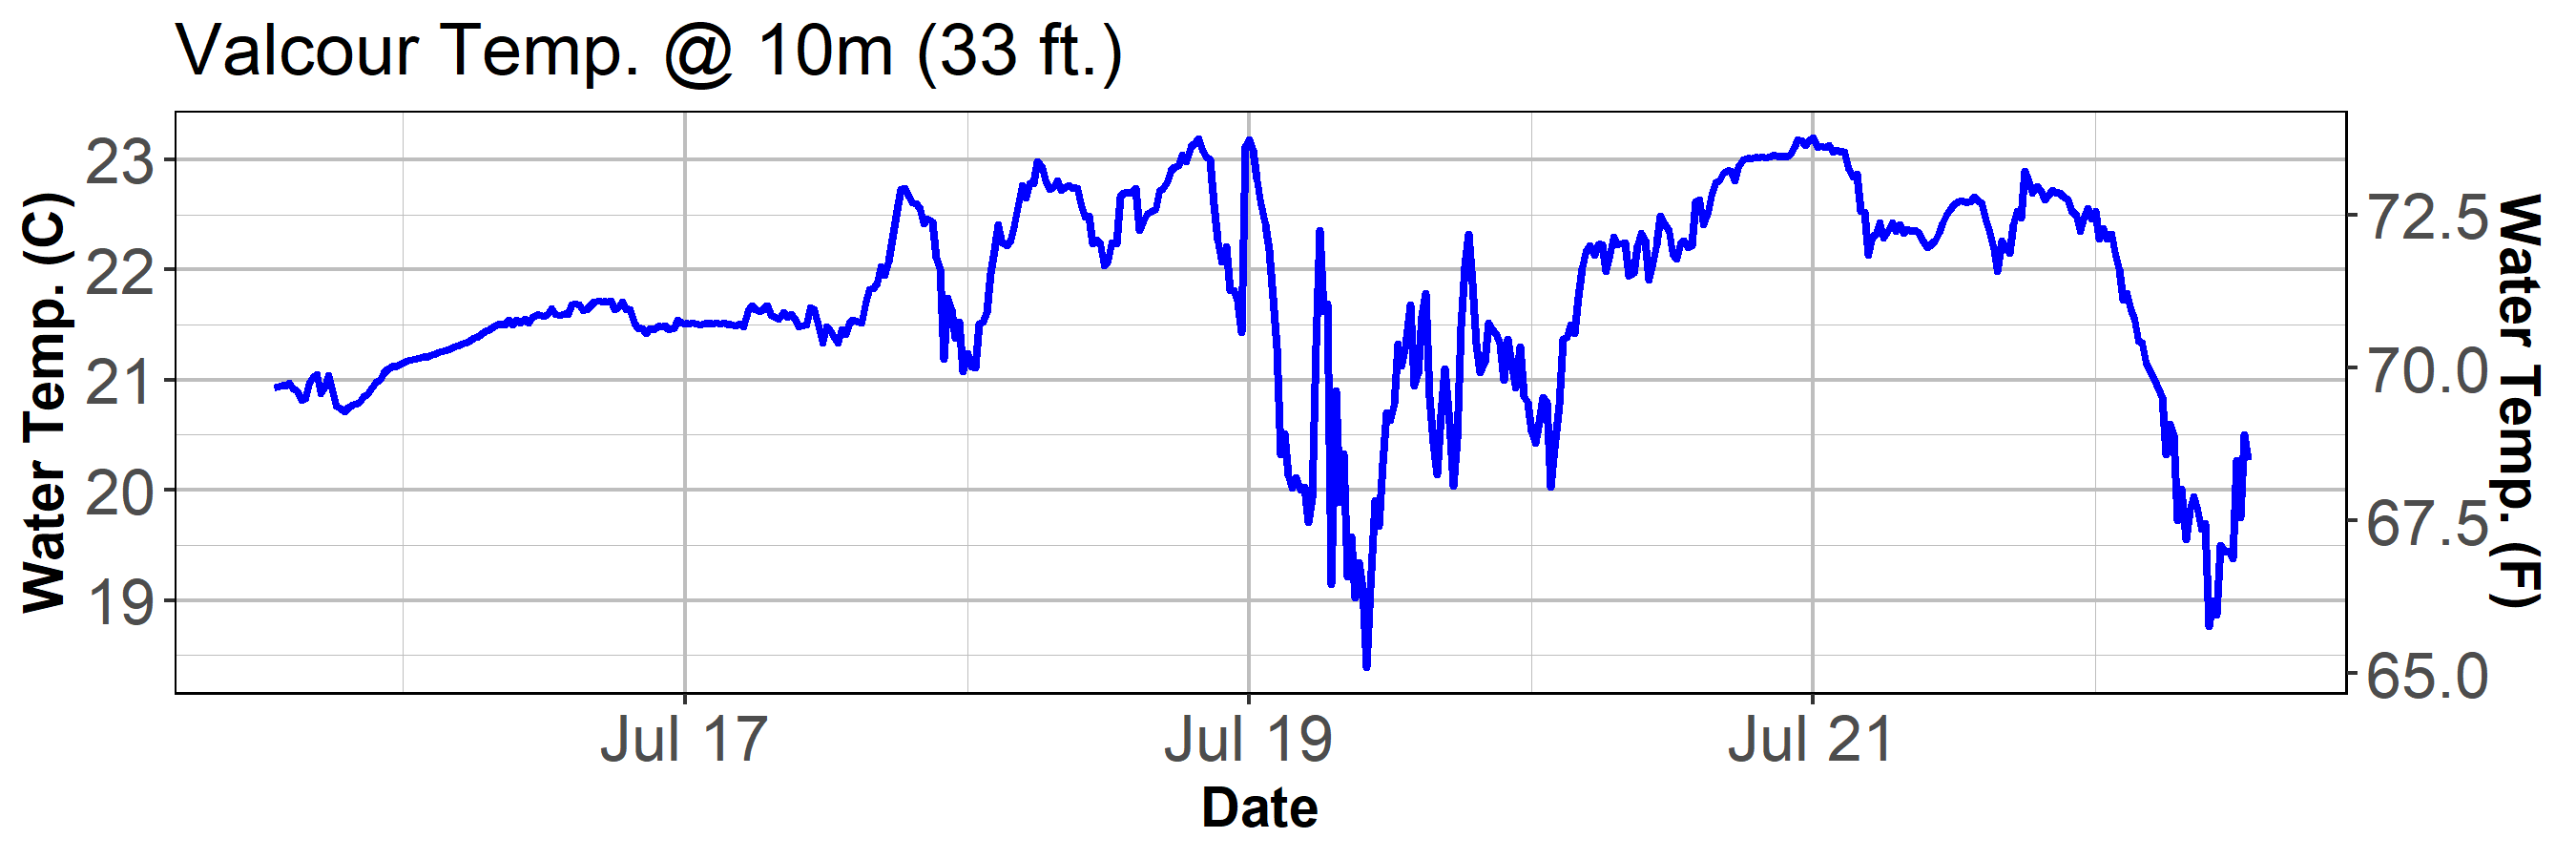 Valcour Temp. @ 10m (33 ft.)
Water Temp. (C)
23
22
21
20
19
72.5
70.0
67.5
65.0
Water Temp. (F)
Jul 17
Jul 19
Jul 21
Date